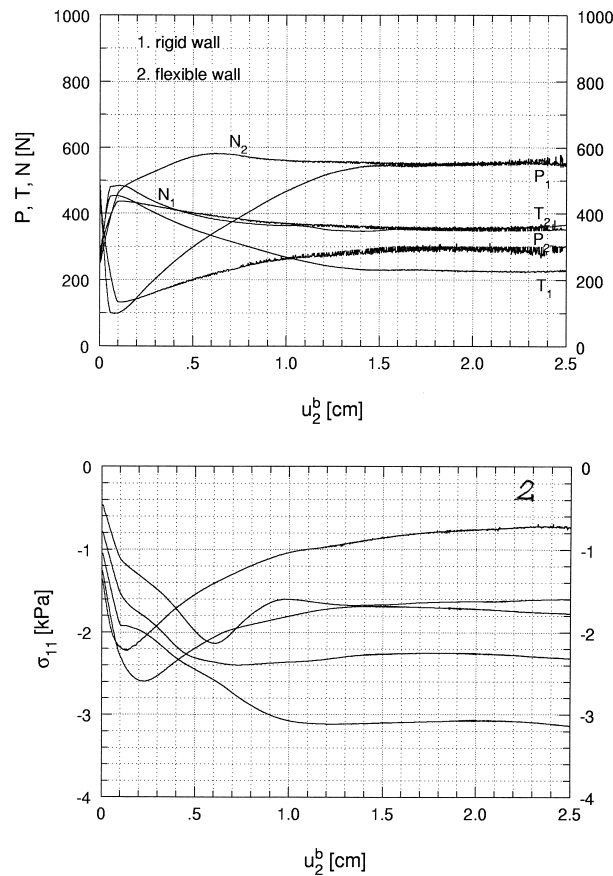 1000 1000
1. rigid wall
2. flexible wall
800 800
P, T, N [N]
600 600
N2
P1
400 400
N1
T2
P2
200 200
T1
0 0
0 .5 1.0 1.5 2.0 2.5
u2b [cm]
0 0
2
-1 -1
σ11 [kPa]
-2 -2
-3 -3
-4 -4
0 .5 1.0 1.5 2.0 2.5
u2b [cm]